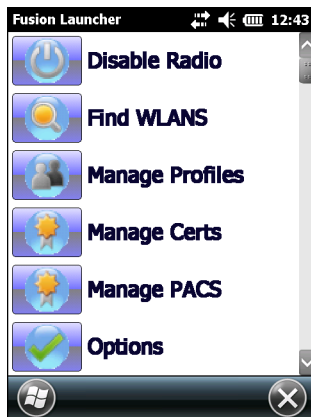 Fusion Launcher 12:43
Disable Radio
Find WLANS
Manage Profiles
Manage Certs
Manage PACS
Options